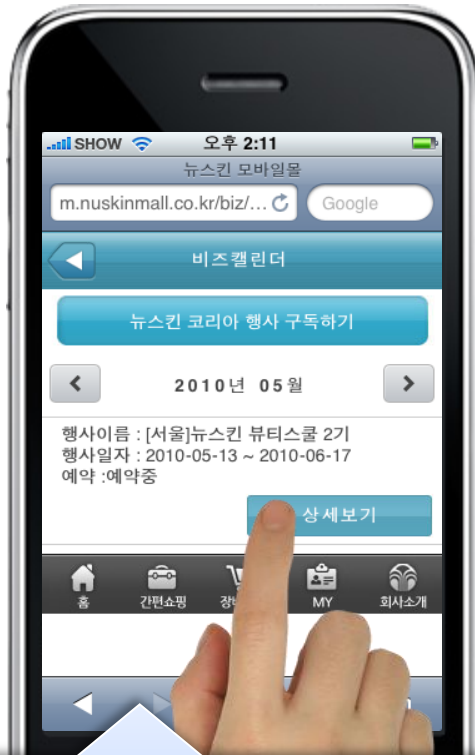 SHOW 오후 2:11
뉴스킨 모바일몰
m.nuskinmall.co.kr/biz/... Google
비즈캘린더
뉴스킨 코리아 행사 구독하기
2010년 05월
행사이름 : [서울]뉴스킨 뷰티스쿨 2기
행사일자 : 2010-05-13 ~ 2010-06-17
예약 :예약중
상세보기
홈 간편쇼핑 MY 회사소개